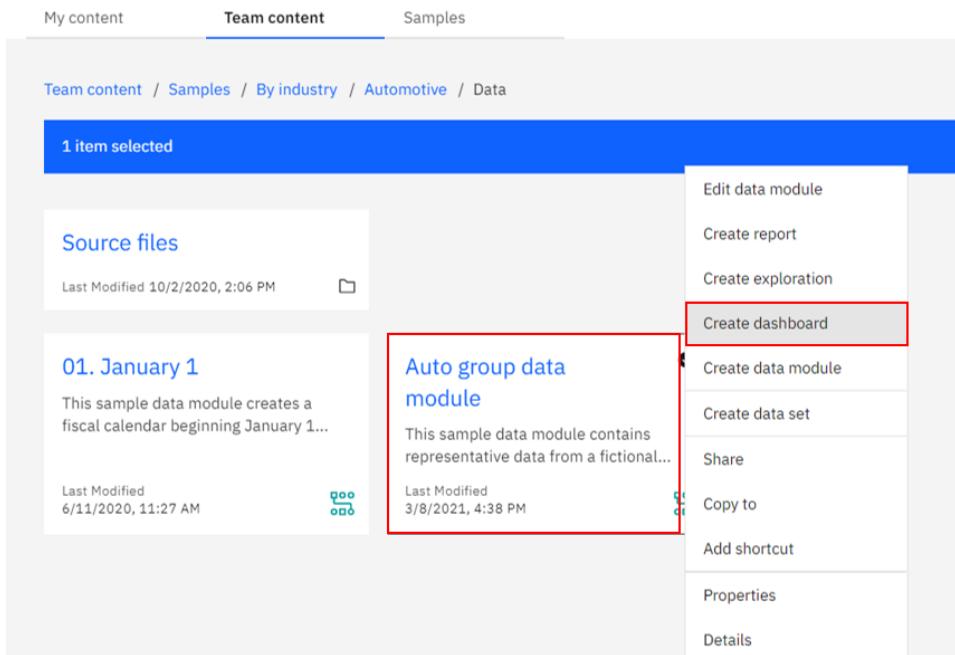 My content Team content Samples
Team content / Samples / By industry / Automotive / Data
1 item selected
Source files
Last Modified 10/2/2020, 2:06 PM
01. January 1
This sample data module creates a
fiscal calendar beginning January 1...
Last Modified
6/11/2020, 11:27 AM
Auto group data
module
This sample data module contains
representative data from a fictional...
Last Modified
3/8/2021, 4:38 PM
Edit data module
Create report
Create exploration
Create dashboard
Create data module
Create data set
Share
Copy to
Add shortcut
Properties
Details